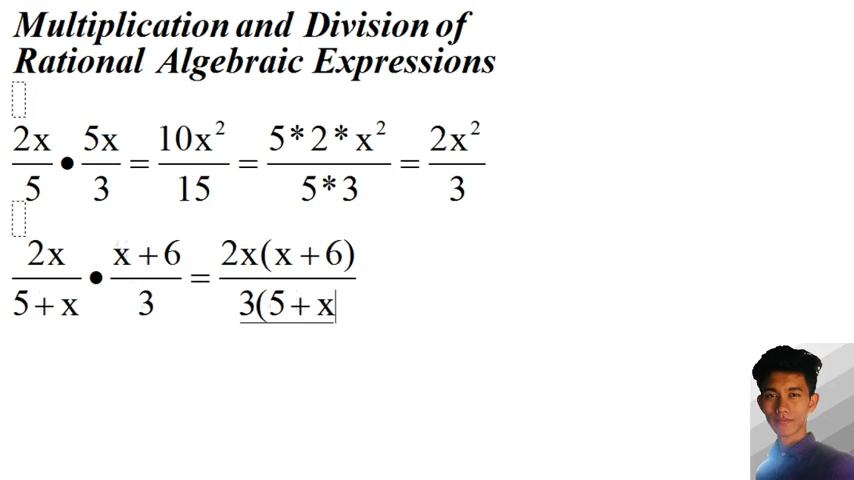 Multiplication and Division of
Rational Algebraic Expressions
2x/5 • 5x/3 = 10x²/15 = 5*2*x²/5*3 = 2x²/3
2x/5+x • x+6/3 = 2x(x+6)/3(5+x